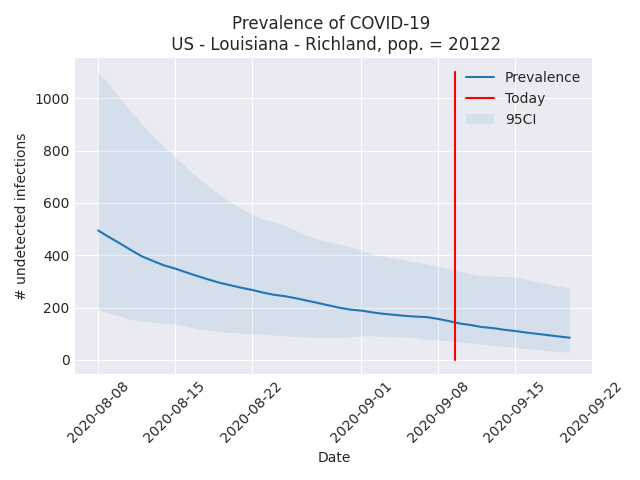 Prevalence of COVID-19
US - Louisiana - Richland, pop. = 20122
Prevalence
Today
95CI
# undetected infections
1000
800
600
400
200
0
2020-08-08
2020-08-15
2020-08-22
2020-09-01
2020-09-08
2020-09-15
2020-09-22
Date